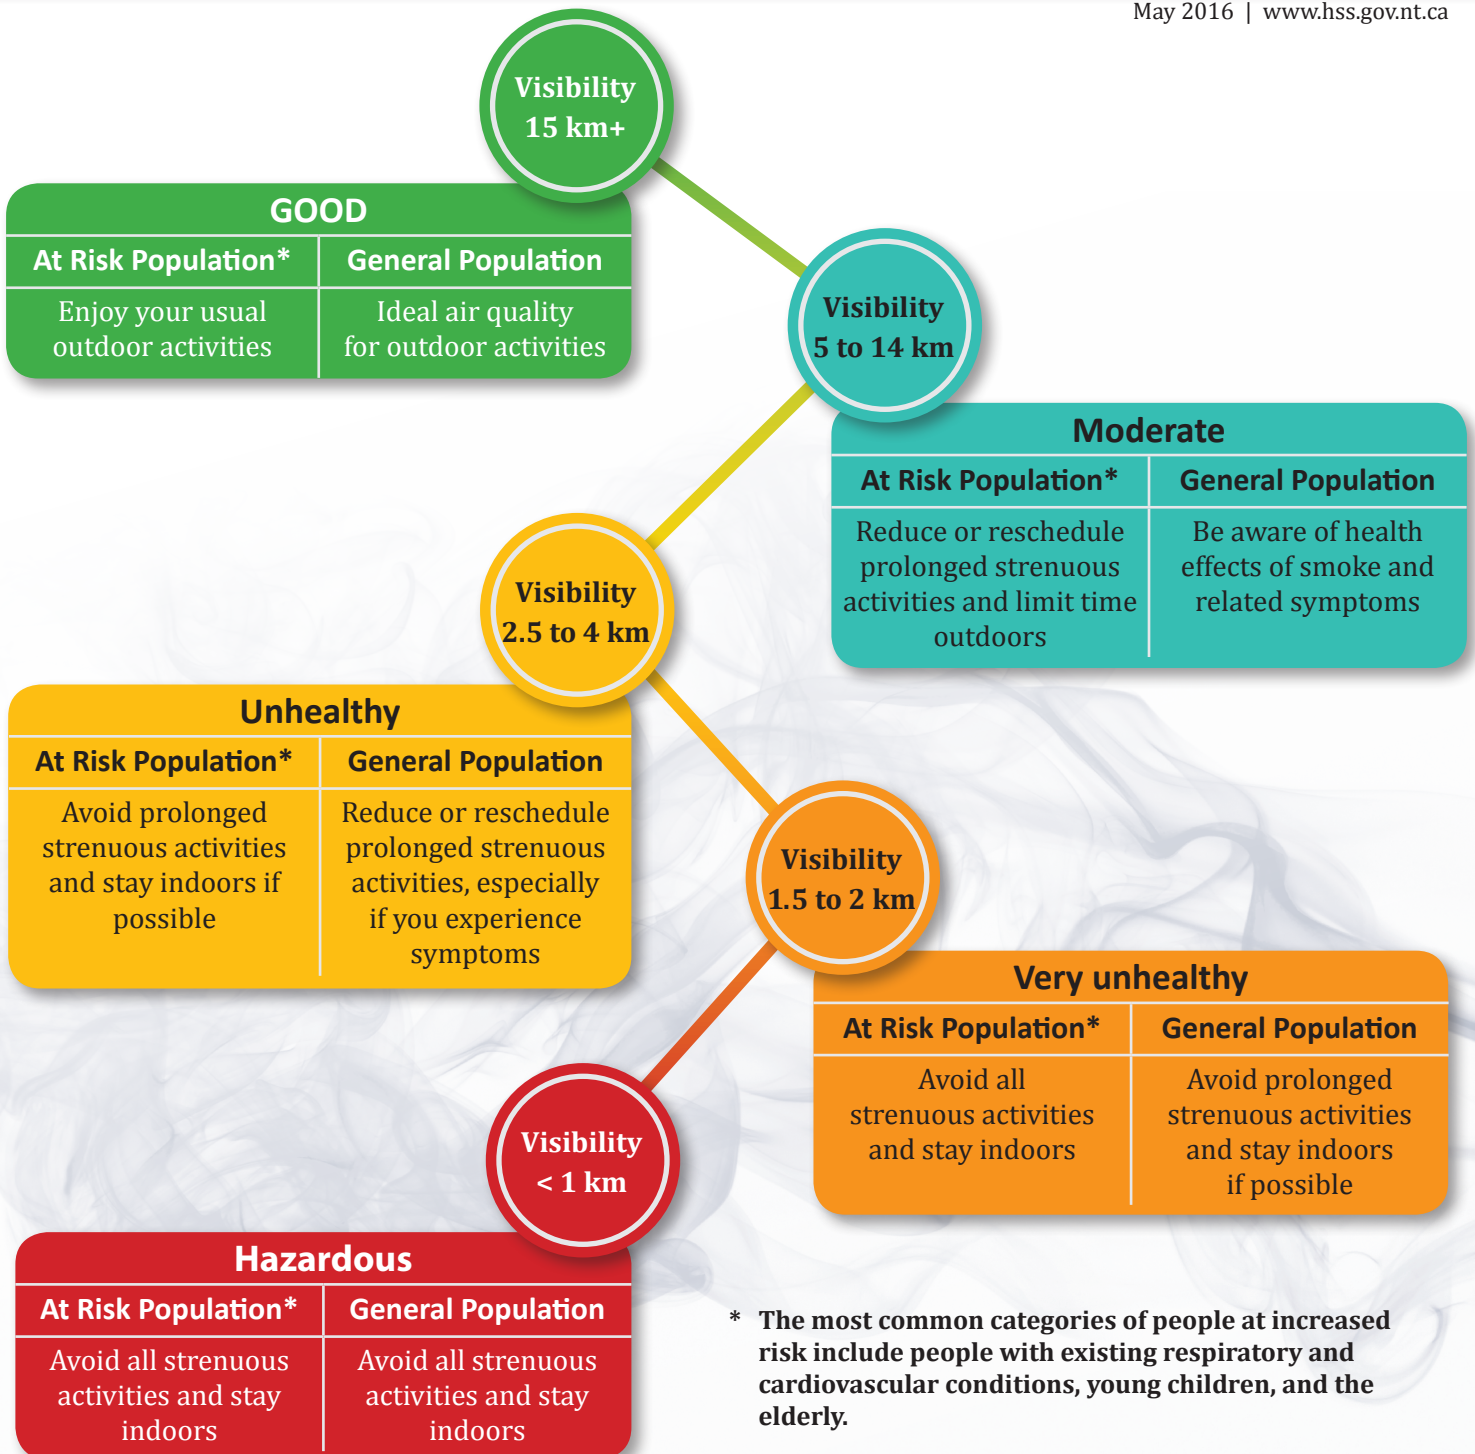 May 2016 | www.hss.gov.nt.ca
Visibility
15 km+
GOOD
At Risk Population*
General Population
Enjoy your usual
outdoor activities
Ideal air quality
for outdoor activities
Visibility
5 to 14 km
Moderate
At Risk Population*
General Population
Reduce or reschedule
prolonged strenuous
activities and limit time
outdoors
Be aware of health
effects of smoke and
related symptoms
Visibility
2.5 to 4 km
Unhealthy
At Risk Population*
General Population
Avoid prolonged
strenuous activities
and stay indoors if
possible
Reduce or reschedule
prolonged strenuous
activities, especially
if you experience
symptoms
Visibility
1.5 to 2 km
Very unhealthy
At Risk Population*
General Population
Avoid all
strenuous activities
and stay indoors
Avoid prolonged
strenuous activities
and stay indoors
if possible
Visibility
< 1 km
Hazardous
At Risk Population*
General Population
Avoid all strenuous
activities and stay
indoors
Avoid all strenuous
activities and stay
indoors
* The most common categories of people at increased
risk include people with existing respiratory and
cardiovascular conditions, young children, and the
elderly.